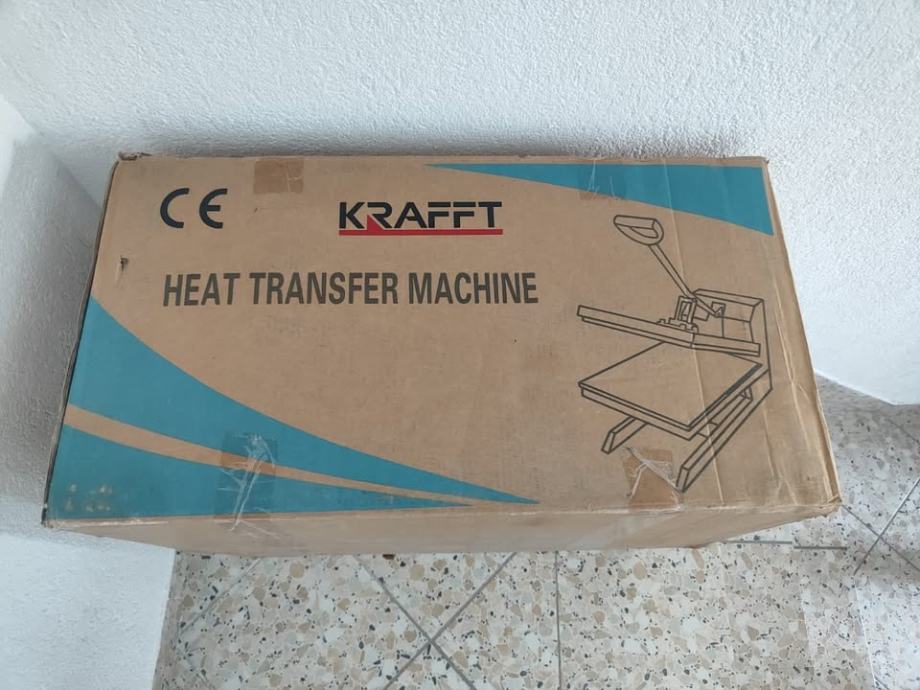 CE
KRAFFT
HEAT TRANSFER MACHINE